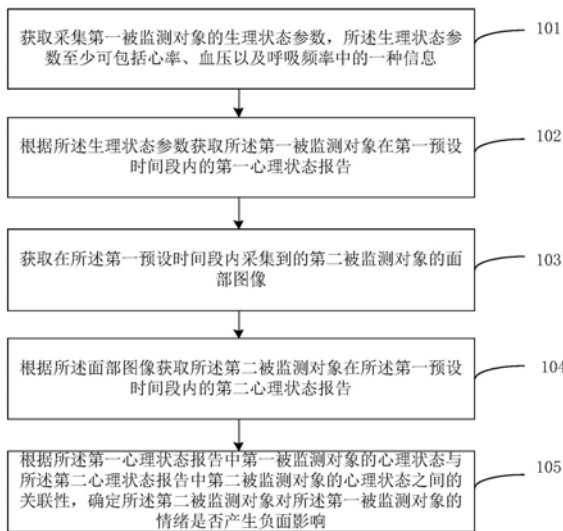 获取采集第一被监测对象的生理状态参数，所述生理状态参
数至少可包括心率、血压以及呼吸频率中的一种信息
101
根据所述生理状态参数获取所述第一被监测对象在第一预设
时间段内的第一心理状态报告
102
获取在所述第一预设时间段内采集到的第二被监测对象的面
部图像
103
根据所述面部图像获取所述第二被监测对象在所述第一预设
时间段内的第二心理状态报告
104
根据所述第一心理状态报告中第一被监测对象的心理状态与
所述第二心理状态报告中第二被监测对象的心理状态之间的
关联性，确定所述第二被监测对象对所述第一被监测对象的
情绪是否产生负面影响
105